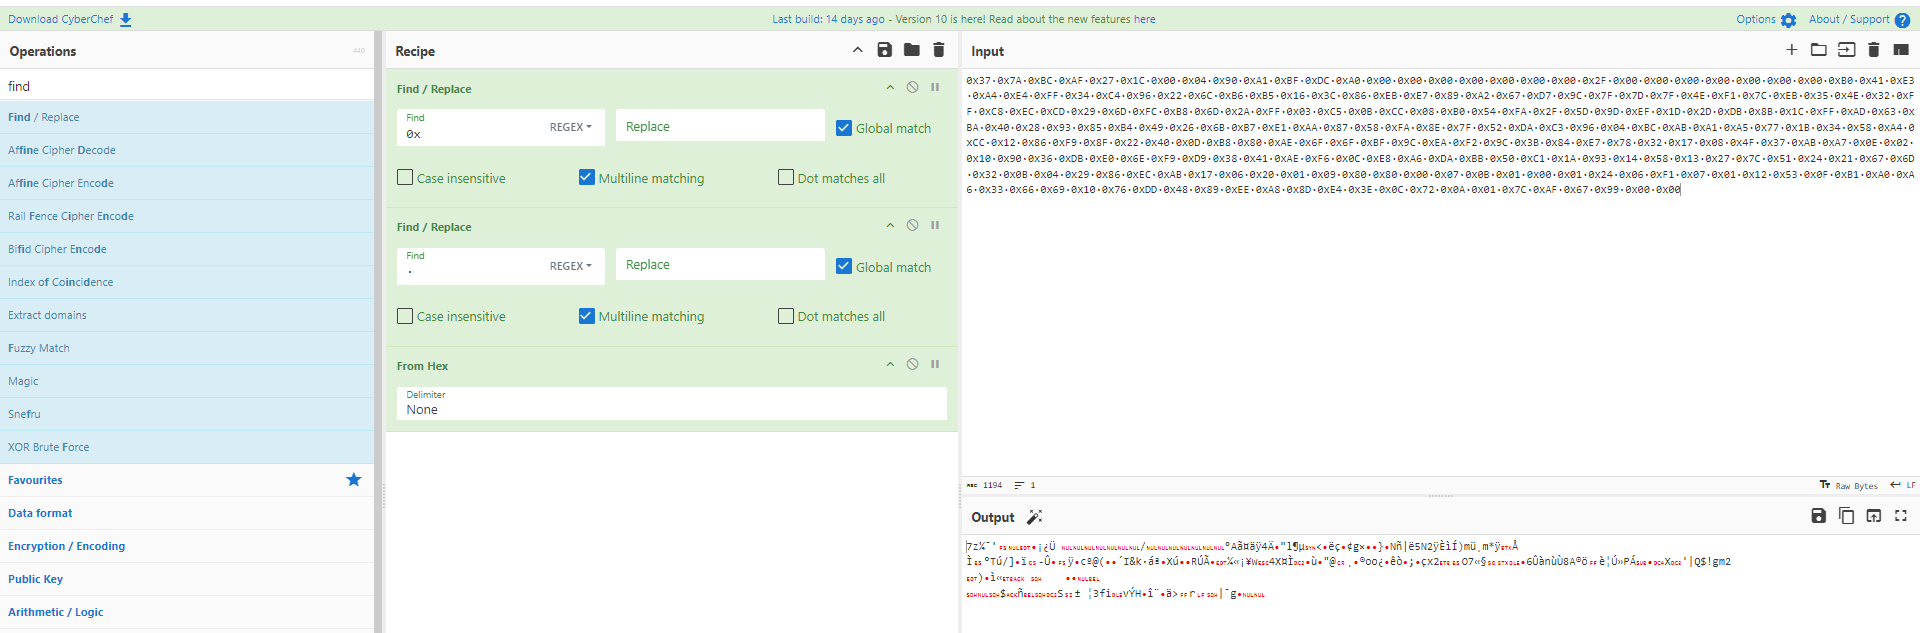 Download CyberChef
Last build: 14 days ago - Version 10 is here! Read about the new features here
Options
About / Support
Operations
440
find
Find / Replace
Affine Cipher Decode
Affine Cipher Encode
Rail Fence Cipher Encode
Bifid Cipher Encode
Index of Coincidence
Extract domains
Fuzzy Match
Magic
Snefru
XOR Brute Force
Favourites
Data format
Encryption / Encoding
Public Key
Arithmetic / Logic
Recipe
Find / Replace
Find
0x
REGEX
Replace
Global match
Case insensitive
Multiline matching
Dot matches all
Find / Replace
Find
.
REGEX
Replace
Global match
Case insensitive
Multiline matching
Dot matches all
From Hex
Delimiter
None
Input
0x37·0x7A·0xBC·0xAF·0x27·0x1C·0x00·0x04·0x90·0xA1·0xBF·0xDC·0xA0·0x00·0x00·0x00·0x00·0x00·0x00·0x00·0x2F·0x00·0x00·0x00·0x00·0x00·0x00·0x00·0xB0·0x41·0xE3
·0xA4·0xE4·0xFF·0x34·0xC4·0x96·0x22·0x6C·0xB6·0xB5·0x16·0x3C·0x86·0xEB·0xE7·0x89·0xA2·0x67·0xD7·0x9C·0x7F·0x7D·0x7F·0x4E·0xF1·0x7C·0xEB·0x35·0x4E·0x32·0xF
F·0xC8·0xEC·0xCD·0x29·0x6D·0xFC·0xB8·0x6D·0x2A·0xFF·0x03·0xC5·0x0B·0xCC·0x08·0xB0·0x54·0xFA·0x2F·0x5D·0x9D·0xEF·0x1D·0x2D·0xDB·0x8B·0x1C·0xFF·0xAD·0x63·0x
BA·0x40·0x28·0x93·0x85·0xB4·0x49·0x26·0x6B·0xB7·0xE1·0xAA·0x87·0x58·0xFA·0x8E·0x7F·0x52·0xDA·0xC3·0x96·0x04·0xBC·0xAB·0xA1·0xA5·0x77·0x1B·0x34·0x58·0xA4·0
xCC·0x12·0x86·0xF9·0x8F·0x22·0x40·0x0D·0xB8·0x80·0xAE·0x6F·0x6F·0xBF·0x9C·0xEA·0xF2·0x9C·0x3B·0x84·0xE7·0x78·0x32·0x17·0x08·0x4F·0x37·0xAB·0xA7·0x0E·0x02·
0x10·0x90·0x36·0xDB·0xE0·0x6E·0xF9·0xD9·0x38·0x41·0xAE·0xF6·0x0C·0xE8·0xA6·0xDA·0xBB·0x50·0xC1·0x1A·0x93·0x14·0x58·0x13·0x27·0x7C·0x51·0x24·0x21·0x67·0x6D
·0x32·0x0B·0x04·0x29·0x86·0xEC·0xAB·0x17·0x06·0x20·0x01·0x09·0x80·0x80·0x00·0x07·0x0B·0x01·0x00·0x01·0x24·0x06·0xF1·0x07·0x01·0x12·0x53·0x0F·0xB1·0xA0·0xA
6·0x33·0x66·0x69·0x10·0x76·0xDD·0x48·0x89·0xEE·0xA8·0x8D·0xE4·0x3E·0x0C·0x72·0x0A·0x01·0x7C·0xAF·0x67·0x99·0x00·0x00
1194
1
Raw Bytes
LF
Output